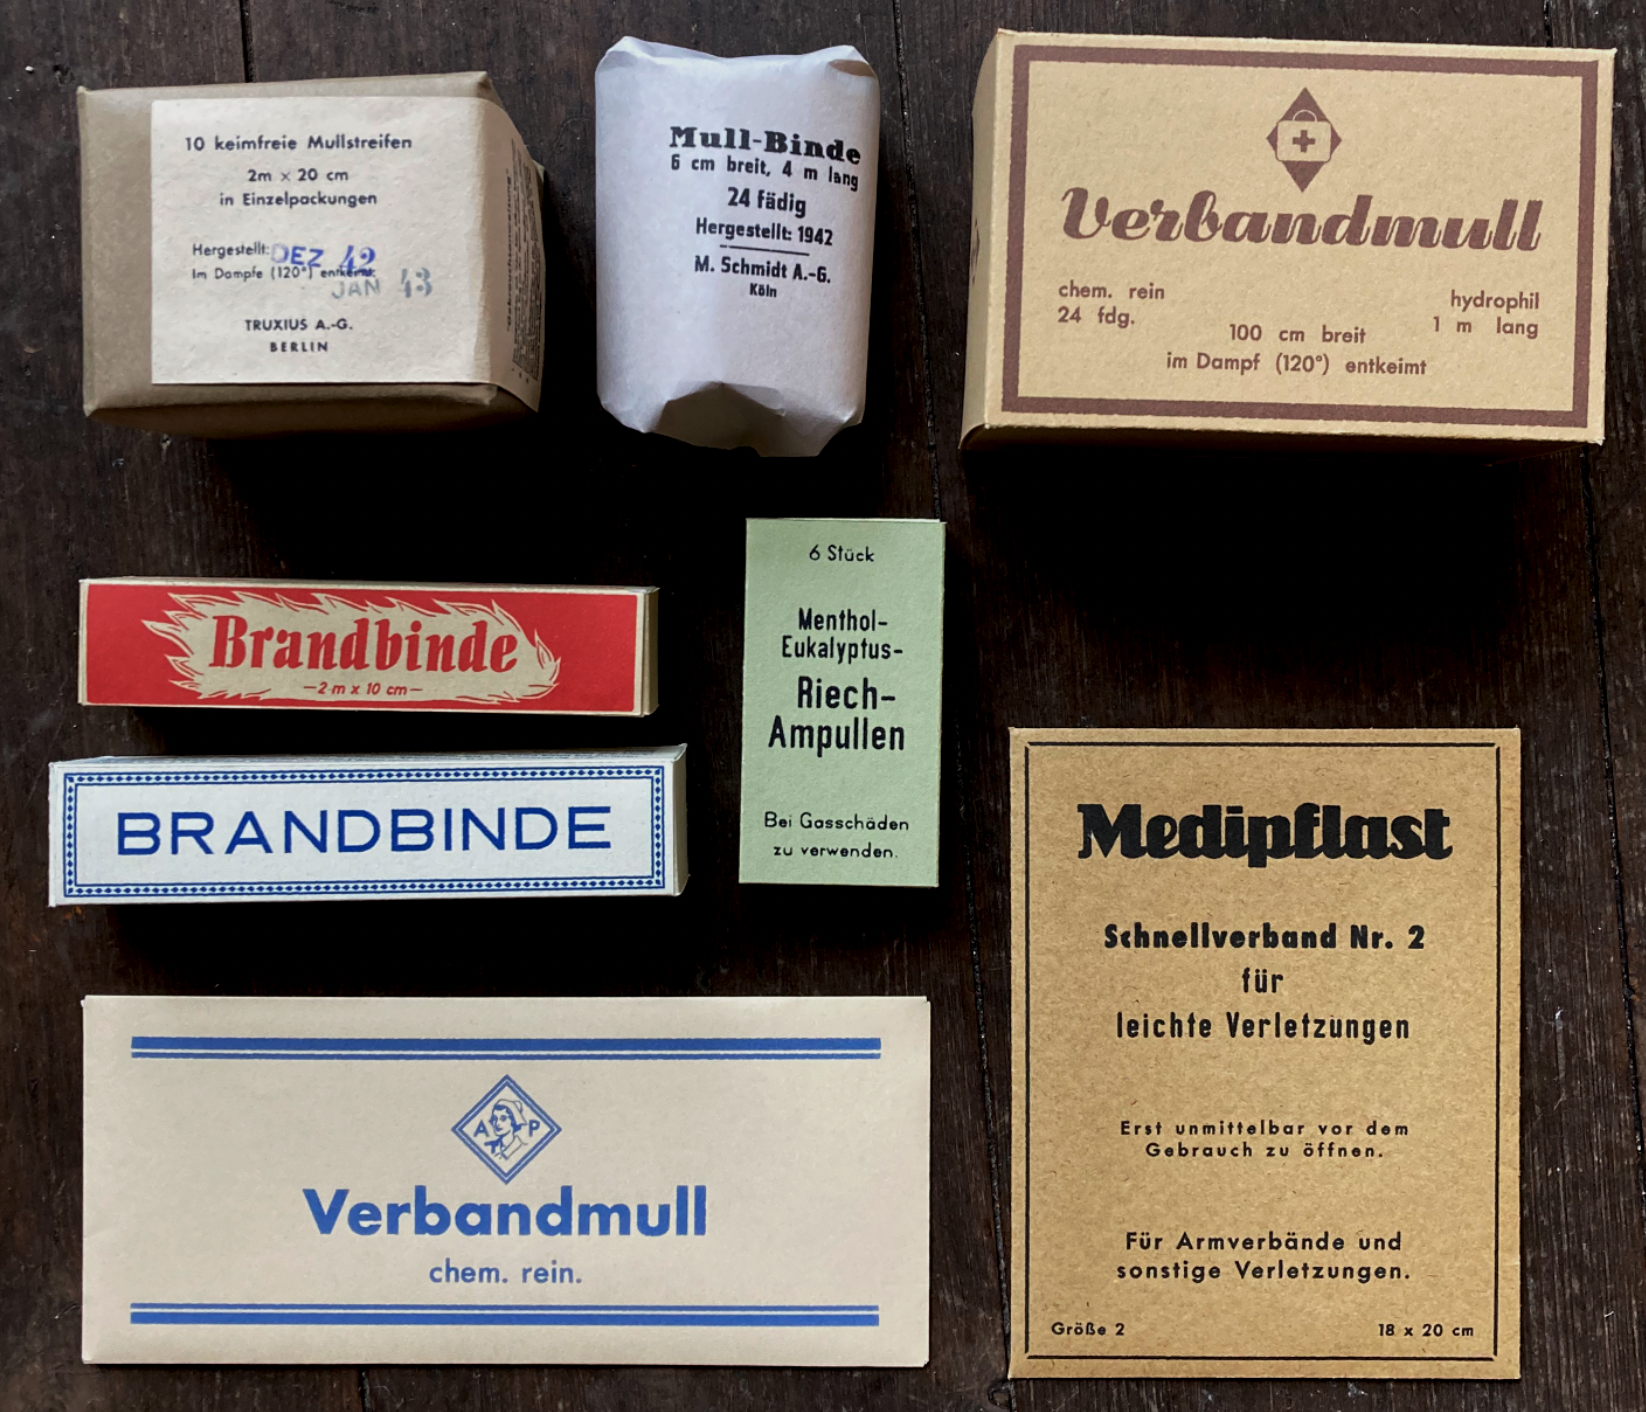 10 keimfreie Mullstreifen
2m × 20 cm
in Einzelpackungen
Hergestellt: DEZ 42
Im Dampfe (120°) entkeimt:
JAN 43
TRUXIUS A.-G.
BERLIN
Mull-Binde
6 cm breit, 4 m lang
24 fädig
Hergestellt: 1942
M. Schmidt A.-G.
Köln
Verbandmull
chem. rein
24 fdg.
hydrophil
1 m lang
100 cm breit
im Dampf (120°) entkeimt
Brandbinde
—2 m x 10 cm—
BRANDBINDE
6 Stück
Menthol-
Eukalyptus-
Riech-
Ampullen
Bei Gasschäden
zu verwenden.
A P
Verbandmull
chem. rein.
Medipflast
Schnellverband Nr. 2
für
leichte Verletzungen
Erst unmittelbar vor dem
Gebrauch zu öffnen.
Für Armverbände und
sonstige Verletzungen.
Größe 2
18 x 20 cm